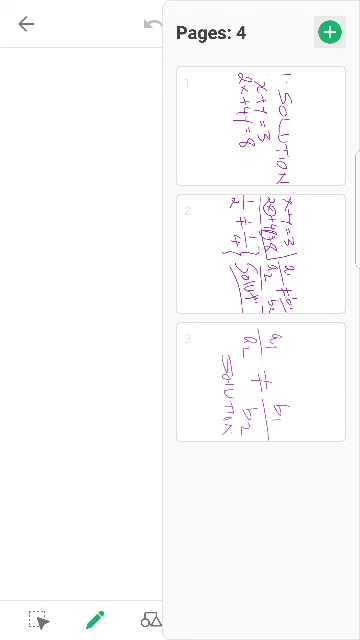 Pages: 4
1
1. SOLUTION
x+y=3
2x+4y=8
2
x+y=3
a1/a2 ≠ b1/b2
1/2 ≠ 1/4
3
a1/a2 ≠ b1/b2
SOLUTION